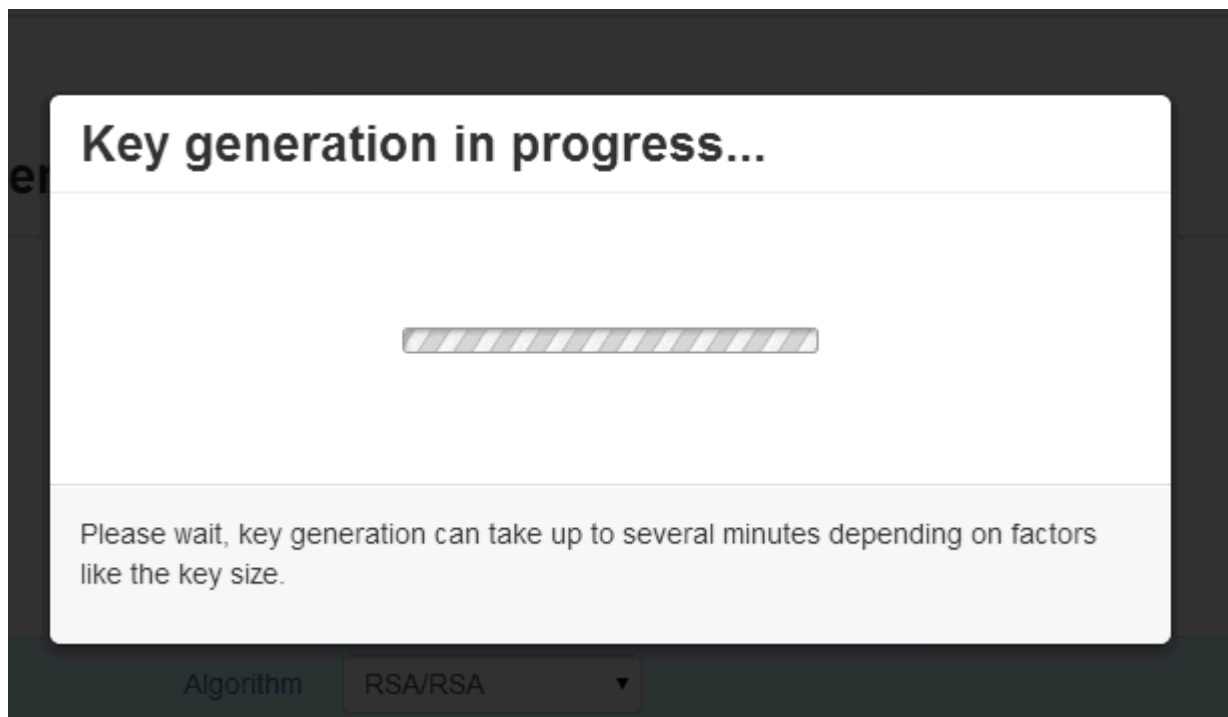 Key generation in progress...
er
Please wait, key generation can take up to several minutes depending on factors
like the key size.
Algorithm RSA/RSA